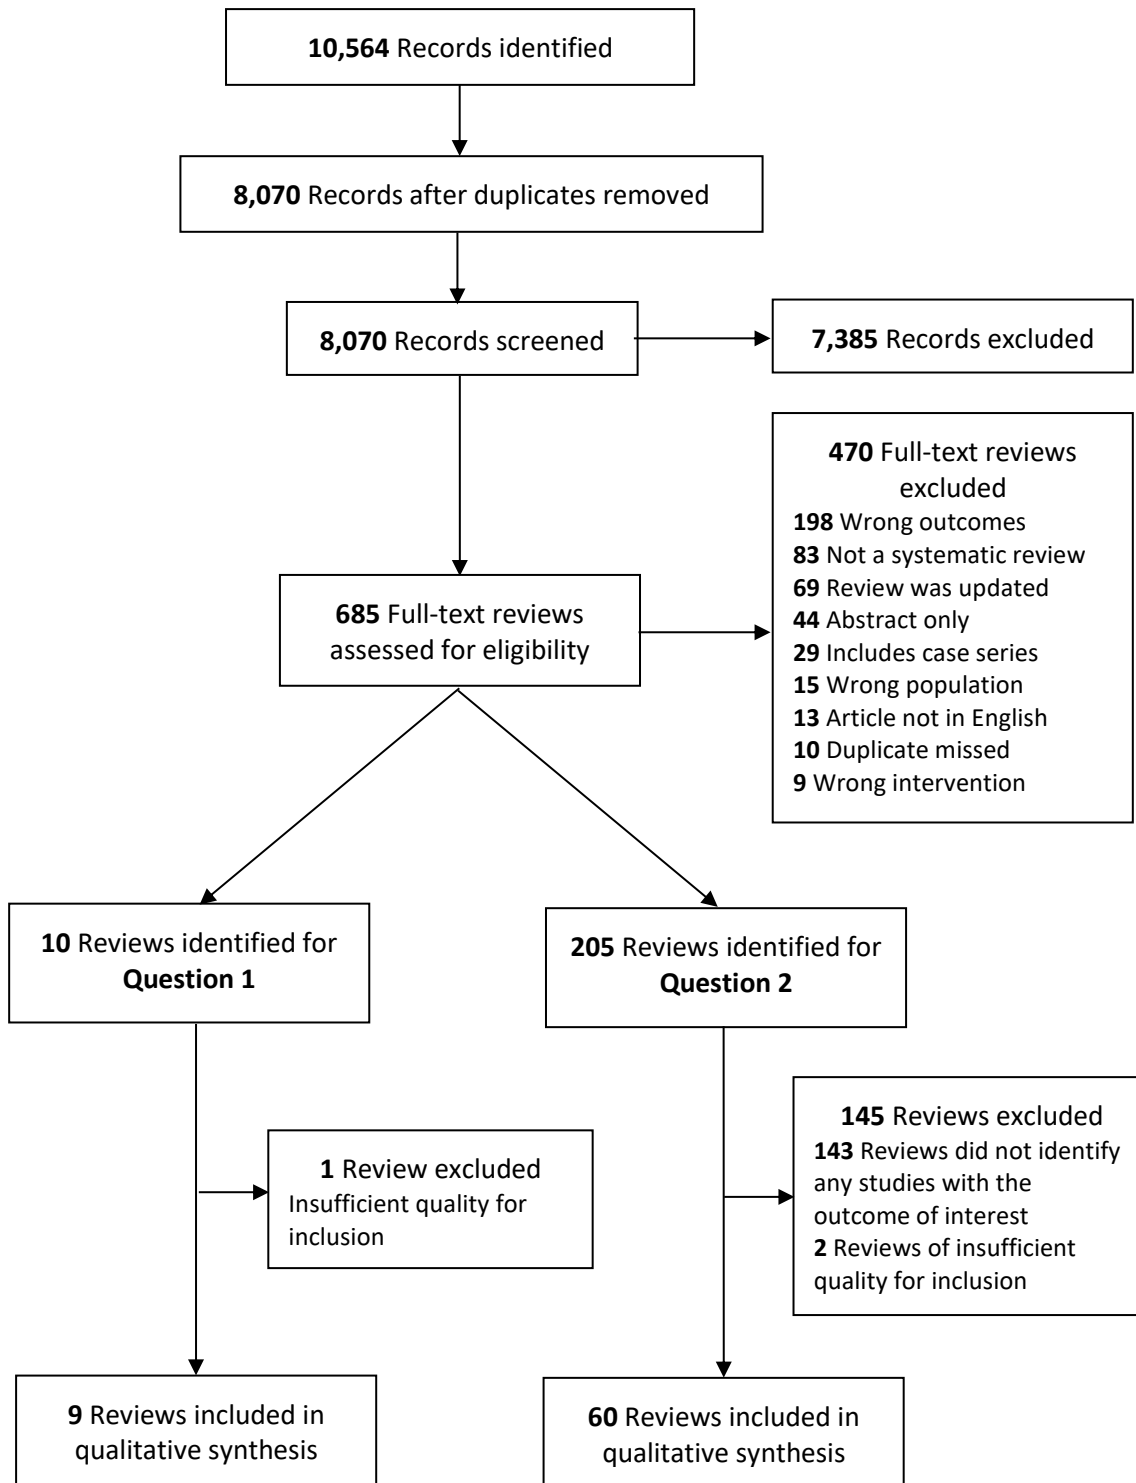 10,564 Records identified
8,070 Records after duplicates removed
8,070 Records screened
7,385 Records excluded
470 Full-text reviews
excluded
198 Wrong outcomes
83 Not a systematic review
69 Review was updated
44 Abstract only
29 Includes case series
15 Wrong population
13 Article not in English
10 Duplicate missed
9 Wrong intervention
685 Full-text reviews
assessed for eligibility
10 Reviews identified for
Question 1
205 Reviews identified for
Question 2
1 Review excluded
Insufficient quality for
inclusion
145 Reviews excluded
143 Reviews did not identify
any studies with the
outcome of interest
2 Reviews of insufficient
quality for inclusion
9 Reviews included in
qualitative synthesis
60 Reviews included in
qualitative synthesis